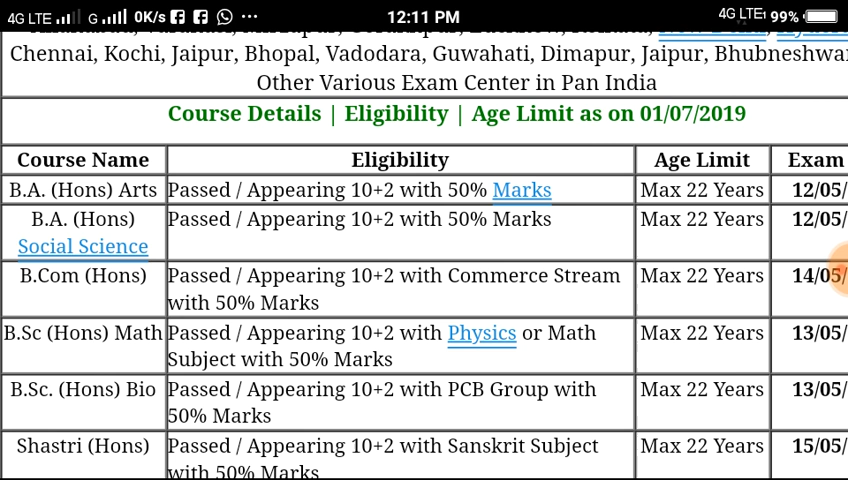 4G LTE G 0K/s 12:11 PM 4G LTE 99%
Chennai, Kochi, Jaipur, Bhopal, Vadodara, Guwahati, Dimapur, Jaipur, Bhubneshwar
Other Various Exam Center in Pan India
Course Details | Eligibility | Age Limit as on 01/07/2019
Course Name Eligibility Age Limit Exam
B.A. (Hons) Arts Passed / Appearing 10+2 with 50% Marks Max 22 Years 12/05/
B.A. (Hons) Passed / Appearing 10+2 with 50% Marks Max 22 Years 12/05/
Social Science
B.Com (Hons) Passed / Appearing 10+2 with Commerce Stream Max 22 Years 14/05/
with 50% Marks
B.Sc (Hons) Math Passed / Appearing 10+2 with Physics or Math Max 22 Years 13/05/
Subject with 50% Marks
B.Sc. (Hons) Bio Passed / Appearing 10+2 with PCB Group with Max 22 Years 13/05/
50% Marks
Shastri (Hons) Passed / Appearing 10+2 with Sanskrit Subject Max 22 Years 15/05/
with 50% Marks